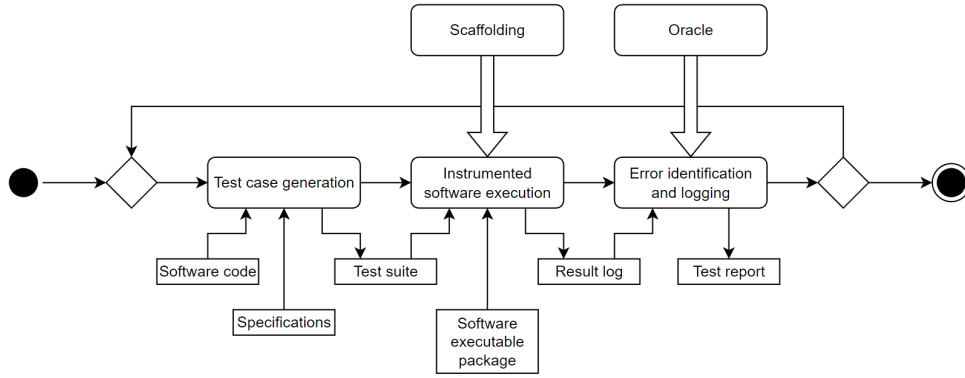 Scaffolding
Oracle
Test case generation
Instrumented
software execution
Error identification
and logging
Software code
Test suite
Result log
Test report
Specifications
Software
executable
package